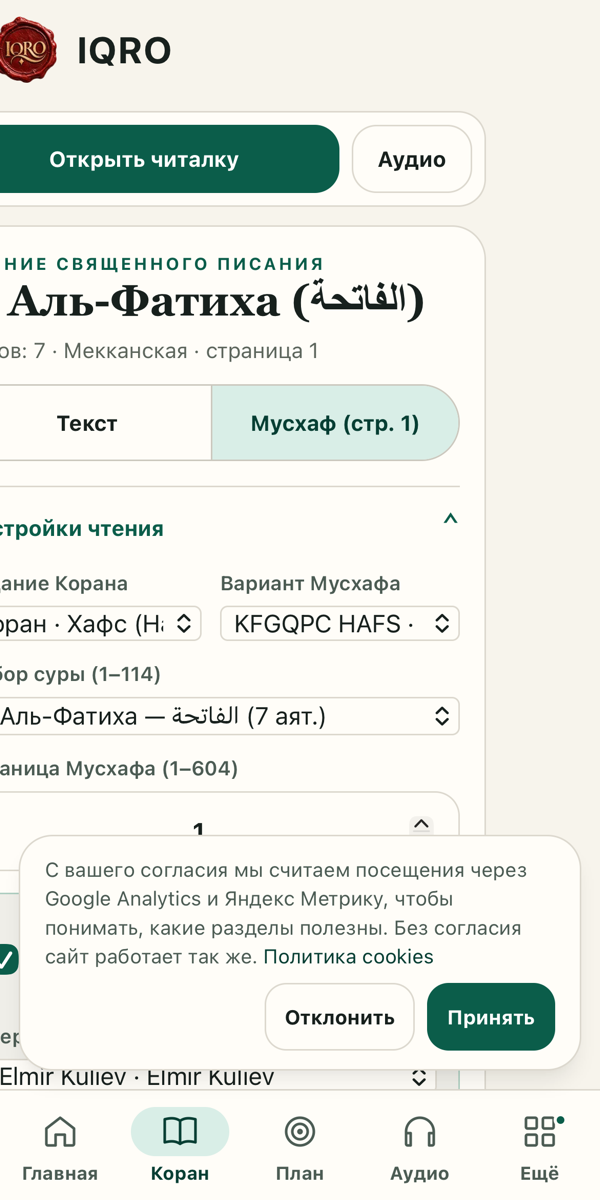 IQRO
IQRO
Открыть читалку
Аудио
НИЕ СВЯЩЕННОГО ПИСАНИЯ
Аль-Фатиха (الفاتحة)
ов: 7 · Мекканская · страница 1
Текст
Мусхаф (стр. 1)
стройки чтения
ание Корана
Вариант Мусхафа
оран · Хафс (На
KFGQPC HAFS ·
бор суры (1–114)
Аль-Фатиха — الفاتحة (7 аят.)
аница Мусхафа (1–604)
1
С вашего согласия мы считаем посещения через
Google Analytics и Яндекс Метрику, чтобы
понимать, какие разделы полезны. Без согласия
сайт работает так же. Политика cookies
Отклонить
Принять
Elmir Kuliev · Elmir Kuliev
Главная
Коран
План
Аудио
Ещё